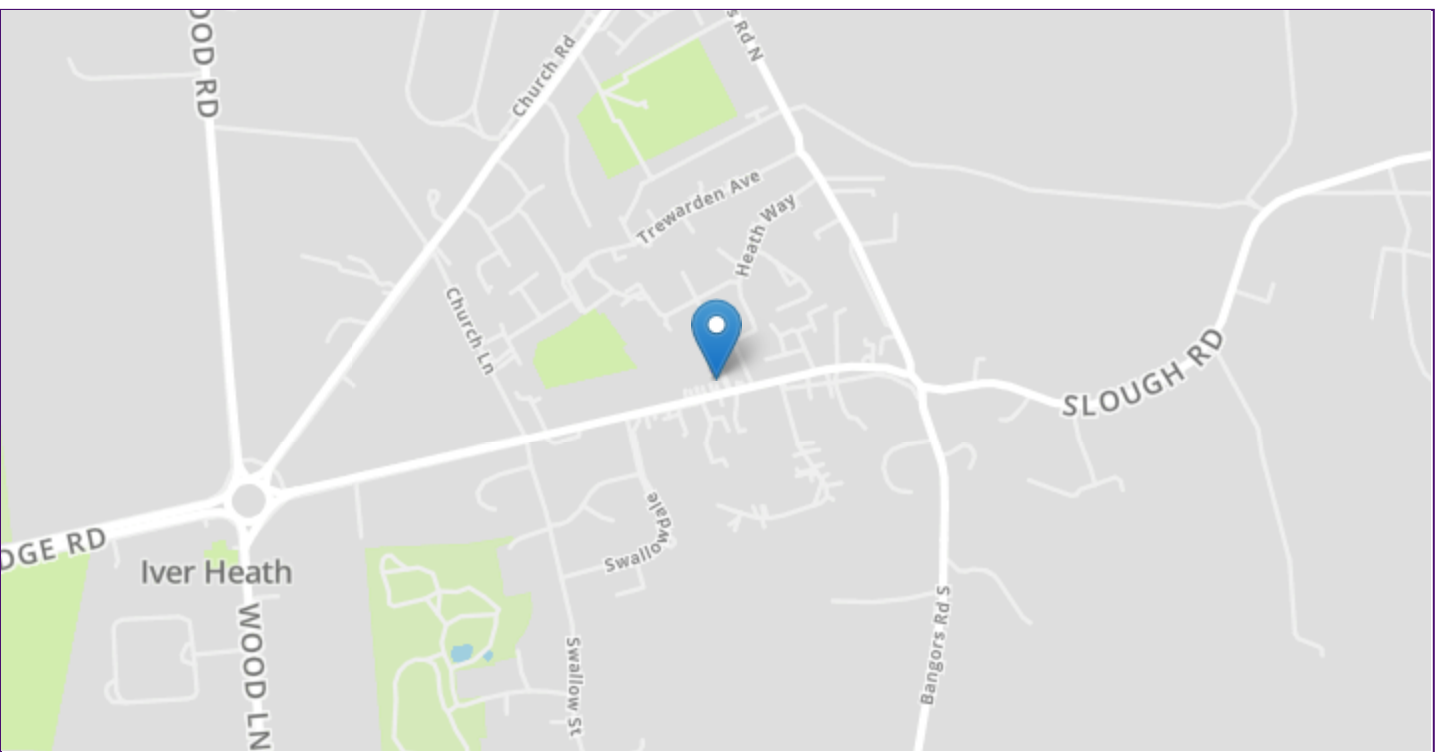 OOD RD
Church Rd
s Rd N
Trewarden Ave
Heath Way
Church Ln
SLOUGH RD
DGE RD
Iver Heath
Swallowdale
WOOD LN
Swallow St
Bangors Rd S